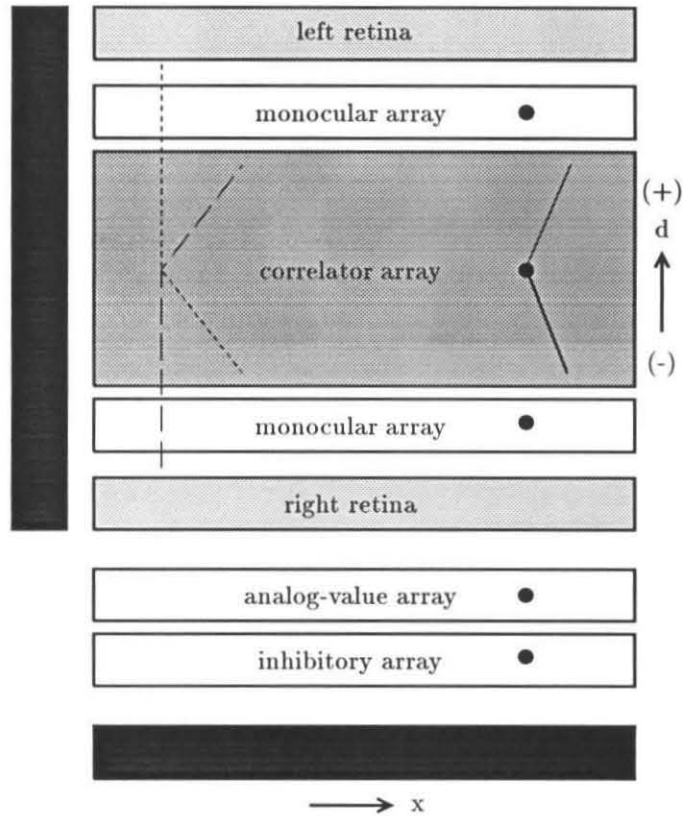 left retina
monocular array
(+)
d
correlator array
(-)
monocular array
right retina
analog-value array
inhibitory array
x